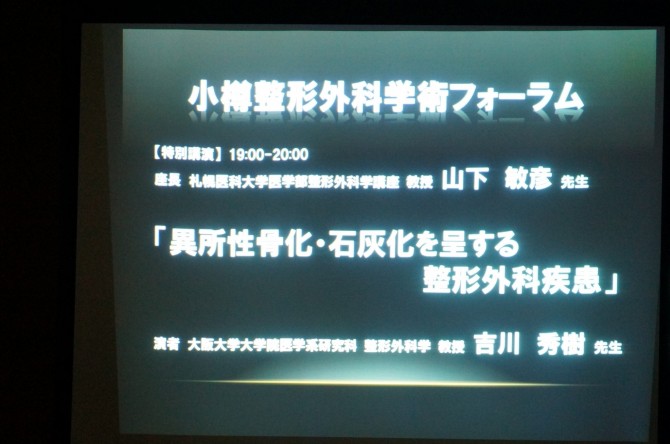 小樽整形外科学術フォーラム
【特別講演】 19:00-20:00
座長 札幌医科大学医学部整形外科学講座 教授 山下 敏彦 先生
「異所性骨化・石灰化を呈する
整形外科疾患」
演者 大阪大学大学院医学系研究科 整形外科学 教授 吉川 秀樹 先生